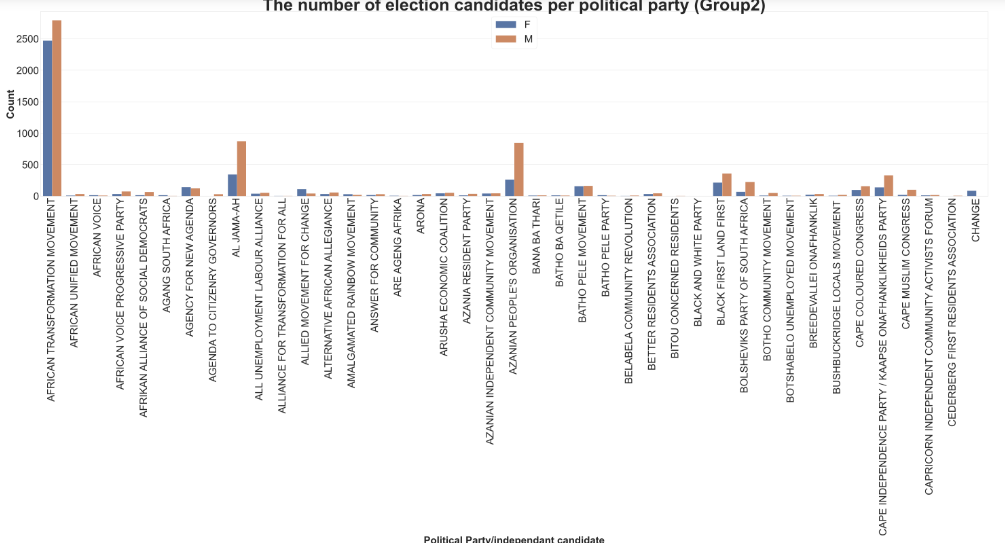 The number of election candidates per political party (Group2)
F
M
Count
2500
2000
1500
1000
500
0
AFRICAN TRANSFORMATION MOVEMENT
AFRICAN UNIFIED MOVEMENT
AFRICAN VOICE
AFRICAN VOICE PROGRESSIVE PARTY
AFRIKAN ALLIANCE OF SOCIAL DEMOCRATS
AGANG SOUTH AFRICA
AGENCY FOR NEW AGENDA
AGENDA TO CITIZENRY GOVERNORS
AL JAMA-AH
ALL UNEMPLOYMENT LABOUR ALLIANCE
ALLIANCE FOR TRANSFORMATION FOR ALL
ALLIED MOVEMENT FOR CHANGE
ALTERNATIVE AFRICAN ALLEGIANCE
AMALGAMATED RAINBOW MOVEMENT
ANSWER FOR COMMUNITY
ARE AGENG AFRIKA
ARONA
ARUSHA ECONOMIC COALITION
AZANIA RESIDENT PARTY
AZANIAN INDEPENDENT COMMUNITY MOVEMENT
AZANIAN PEOPLE'S ORGANISATION
BANA BA THARI
BATHO BA QETILE
BATHO PELE MOVEMENT
BATHO PELE PARTY
BELABELA COMMUNITY REVOLUTION
BETTER RESIDENTS ASSOCIATION
BITOU CONCERNED RESIDENTS
BLACK AND WHITE PARTY
BLACK FIRST LAND FIRST
BOLSHEVIKS PARTY OF SOUTH AFRICA
BOTHO COMMUNITY MOVEMENT
BOTSHABELO UNEMPLOYED MOVEMENT
BREEDEVALLEI ONAFHANKLIK
BUSHBUCKRIDGE LOCALS MOVEMENT
CAPE COLOURED CONGRESS
CAPE INDEPENDENCE PARTY / KAAPSE ONAFHANKLIKHEIDS PARTY
CAPE MUSLIM CONGRESS
CAPRICORN INDEPENDENT COMMUNITY ACTIVISTS FORUM
CEDERBERG FIRST RESIDENTS ASSOCIATION
CHANGE
Political Party/independant candidate